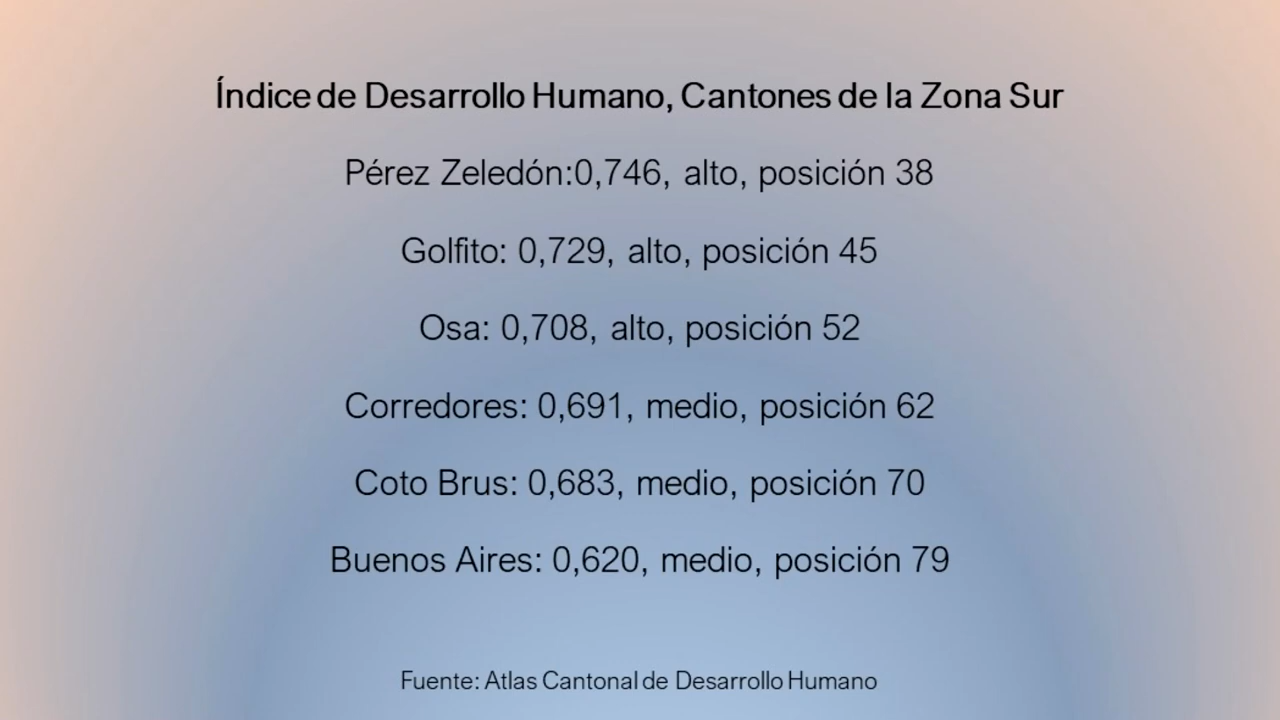 Índice de Desarrollo Humano, Cantones de la Zona Sur
Pérez Zeledón:0,746, alto, posición 38
Golfito: 0,729, alto, posición 45
Osa: 0,708, alto, posición 52
Corredores: 0,691, medio, posición 62
Coto Brus: 0,683, medio, posición 70
Buenos Aires: 0,620, medio, posición 79
Fuente: Atlas Cantonal de Desarrollo Humano